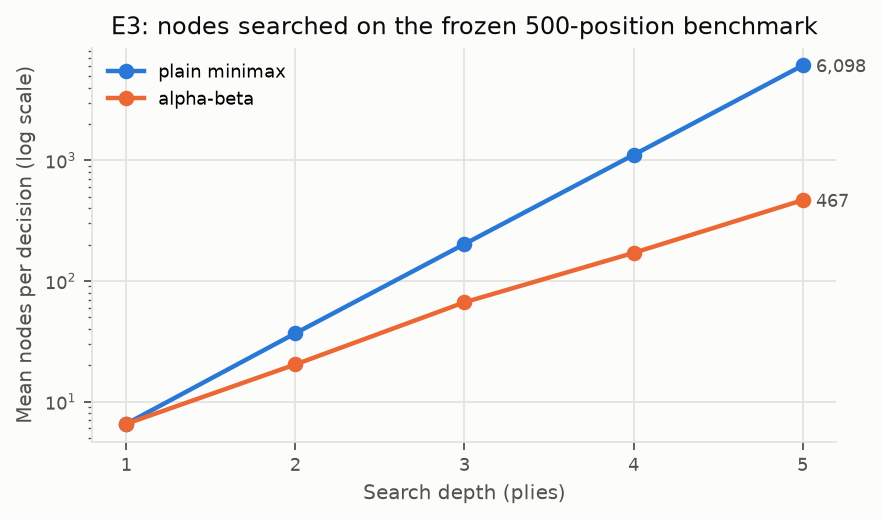 E3: nodes searched on the frozen 500-position benchmark
plain minimax
alpha-beta
6,098
467
Mean nodes per decision (log scale)
10³
10²
10¹
1 2 3 4 5
Search depth (plies)